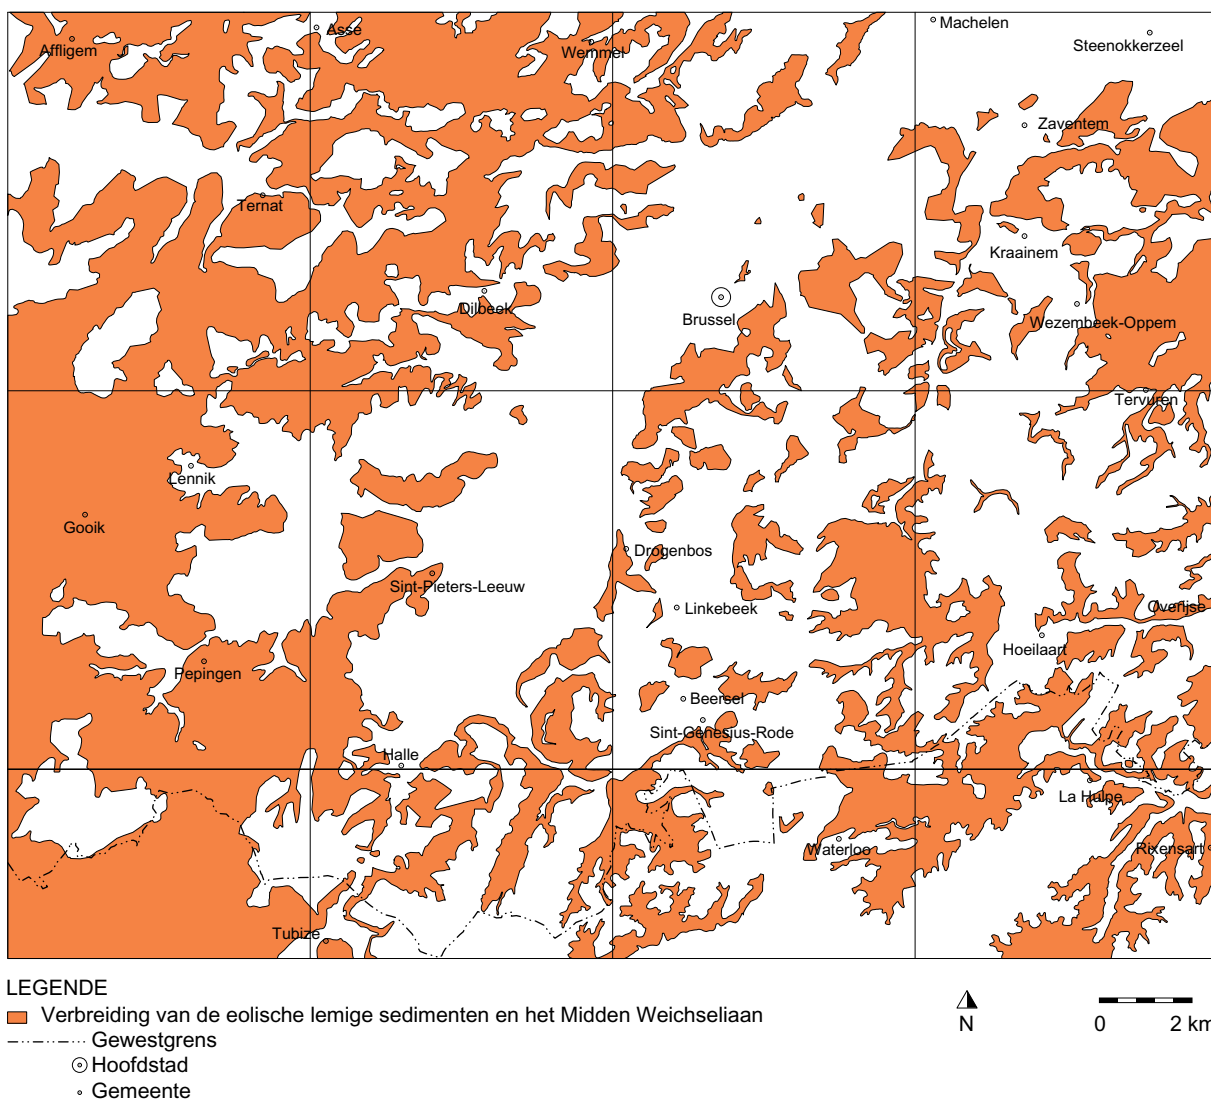 Machelen
Asse
Affligem
Wemmel
Steenokkerzeel
Zaventem
Ternat
Kraainem
Dilbeek
Brussel
Wezembeek-Oppem
Tervuren
Lennik
Gooik
Drogenbos
Sint-Pieters-Leeuw
Linkebeek
Overijse
Hoeilaart
Pepingen
Beersel
Sint-Genesius-Rode
Halle
La Hulpe
Waterloo
Rixensart
Tubize
LEGENDE
Verbreiding van de eolische lemige sedimenten en het Midden Weichseliaan
Gewestgrens
Hoofdstad
Gemeente
N
0 2 km